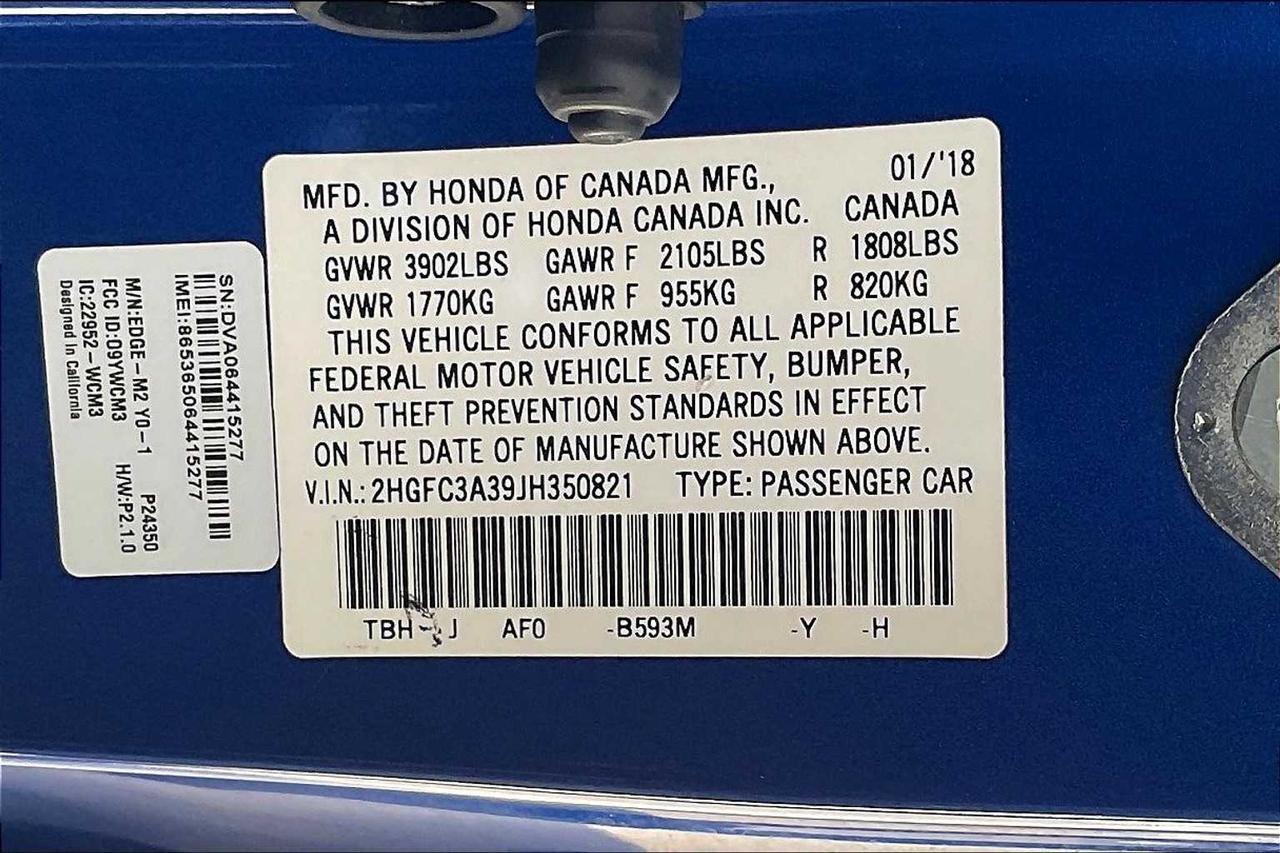 MFD. BY HONDA OF CANADA MFG., 01/'18
A DIVISION OF HONDA CANADA INC. CANADA
GVWR 3902LBS GAWR F 2105LBS R 1808LBS
GVWR 1770KG GAWR F 955KG R 820KG
THIS VEHICLE CONFORMS TO ALL APPLICABLE
FEDERAL MOTOR VEHICLE SAFETY, BUMPER,
AND THEFT PREVENTION STANDARDS IN EFFECT
ON THE DATE OF MANUFACTURE SHOWN ABOVE.
V.I.N.: 2HGFC3A39JH350821 TYPE: PASSENGER CAR
TBH-J AF0 -B593M -Y -H
SN:DVA064415277
IMEI:865365064415277
M/N:EDGE-M2 Y0-1 P24350
FCC ID:O9YWCM3 H/W:P2.1.0
IC:22952-WCM3
Designed in California